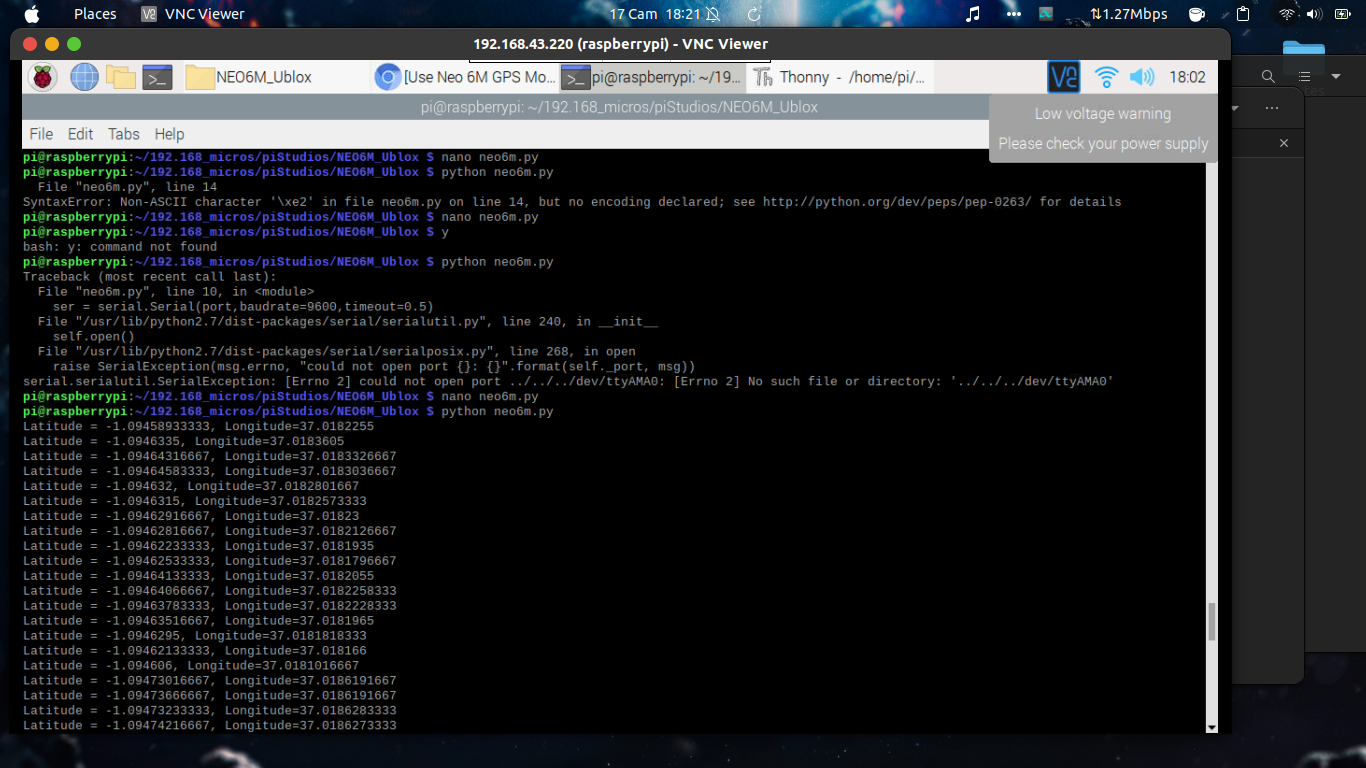 Places VNC Viewer 17 Cam 18:21 1.27Mbps
192.168.43.220 (raspberrypi) - VNC Viewer
NEO6M_Ublox [Use Neo 6M GPS Mo... pi@raspberrypi: ~/19... Thonny - /home/pi/... 18:02
pi@raspberrypi: ~/192.168_micros/piStudios/NEO6M_Ublox
Low voltage warning
Please check your power supply
File Edit Tabs Help
pi@raspberrypi:~/192.168_micros/piStudios/NEO6M_Ublox $ nano neo6m.py
pi@raspberrypi:~/192.168_micros/piStudios/NEO6M_Ublox $ python neo6m.py
File "neo6m.py", line 14
SyntaxError: Non-ASCII character '\xe2' in file neo6m.py on line 14, but no encoding declared; see http://python.org/dev/peps/pep-0263/ for details
pi@raspberrypi:~/192.168_micros/piStudios/NEO6M_Ublox $ nano neo6m.py
pi@raspberrypi:~/192.168_micros/piStudios/NEO6M_Ublox $ y
bash: y: command not found
pi@raspberrypi:~/192.168_micros/piStudios/NEO6M_Ublox $ python neo6m.py
Traceback (most recent call last):
File "neo6m.py", line 10, in <module>
ser = serial.Serial(port,baudrate=9600,timeout=0.5)
File "/usr/lib/python2.7/dist-packages/serial/serialutil.py", line 240, in __init__
self.open()
File "/usr/lib/python2.7/dist-packages/serial/serialposix.py", line 268, in open
raise SerialException(msg.errno, "could not open port {}: {}".format(self._port, msg))
serial.serialutil.SerialException: [Errno 2] could not open port ../../../dev/ttyAMA0: [Errno 2] No such file or directory: '../../../dev/ttyAMA0'
pi@raspberrypi:~/192.168_micros/piStudios/NEO6M_Ublox $ nano neo6m.py
pi@raspberrypi:~/192.168_micros/piStudios/NEO6M_Ublox $ python neo6m.py
Latitude = -1.09458933333, Longitude=37.0182255
Latitude = -1.0946335, Longitude=37.0183605
Latitude = -1.09464316667, Longitude=37.0183326667
Latitude = -1.09464583333, Longitude=37.0183036667
Latitude = -1.094632, Longitude=37.0182801667
Latitude = -1.0946315, Longitude=37.0182573333
Latitude = -1.09462916667, Longitude=37.01823
Latitude = -1.09462816667, Longitude=37.0182126667
Latitude = -1.09462233333, Longitude=37.0181935
Latitude = -1.09462533333, Longitude=37.0181796667
Latitude = -1.09464133333, Longitude=37.0182055
Latitude = -1.09464066667, Longitude=37.0182258333
Latitude = -1.09463783333, Longitude=37.0182228333
Latitude = -1.09463516667, Longitude=37.0181965
Latitude = -1.0946295, Longitude=37.0181818333
Latitude = -1.09462133333, Longitude=37.018166
Latitude = -1.094606, Longitude=37.0181016667
Latitude = -1.09473016667, Longitude=37.0186191667
Latitude = -1.09473666667, Longitude=37.0186191667
Latitude = -1.09473233333, Longitude=37.0186283333
Latitude = -1.09474216667, Longitude=37.0186273333